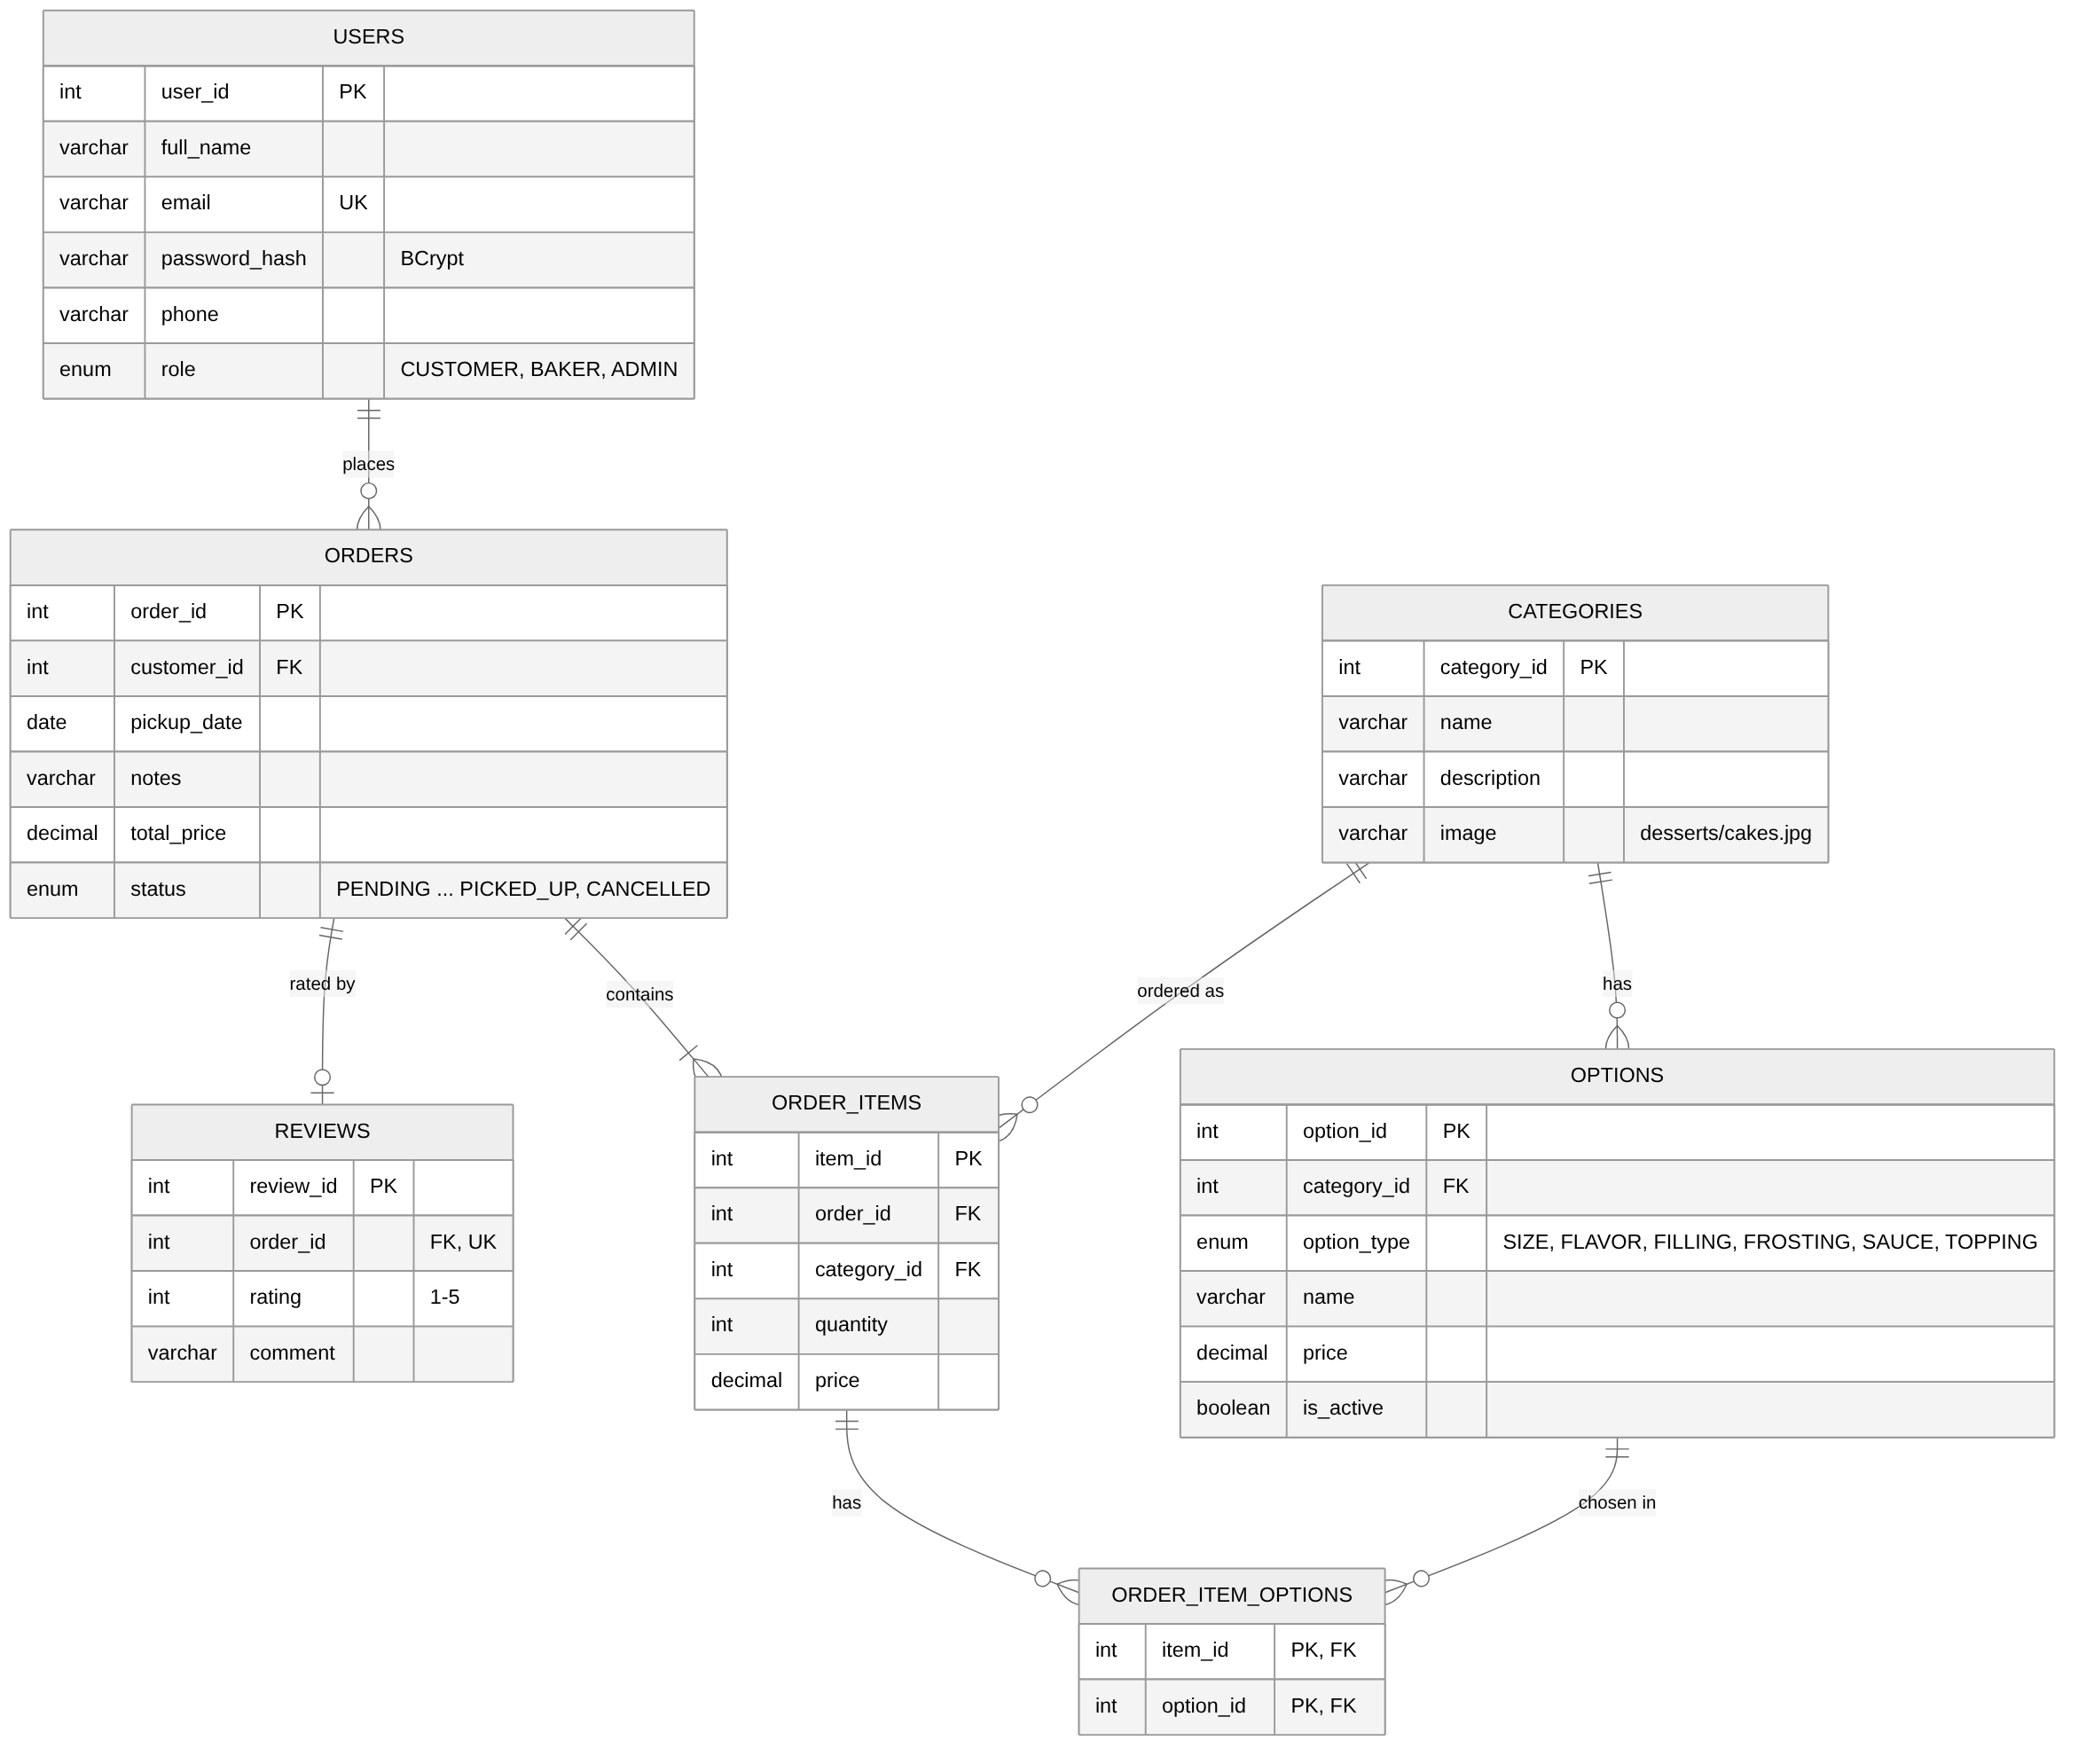 USERS
int user_id PK
varchar full_name
varchar email UK
varchar password_hash BCrypt
varchar phone
enum role CUSTOMER, BAKER, ADMIN
places
ORDERS
int order_id PK
int customer_id FK
date pickup_date
varchar notes
decimal total_price
enum status PENDING ... PICKED_UP, CANCELLED
CATEGORIES
int category_id PK
varchar name
varchar description
varchar image desserts/cakes.jpg
rated by
contains
ordered as
has
REVIEWS
int review_id PK
int order_id FK, UK
int rating 1-5
varchar comment
ORDER_ITEMS
int item_id PK
int order_id FK
int category_id FK
int quantity
decimal price
OPTIONS
int option_id PK
int category_id FK
enum option_type SIZE, FLAVOR, FILLING, FROSTING, SAUCE, TOPPING
varchar name
decimal price
boolean is_active
has
chosen in
ORDER_ITEM_OPTIONS
int item_id PK, FK
int option_id PK, FK